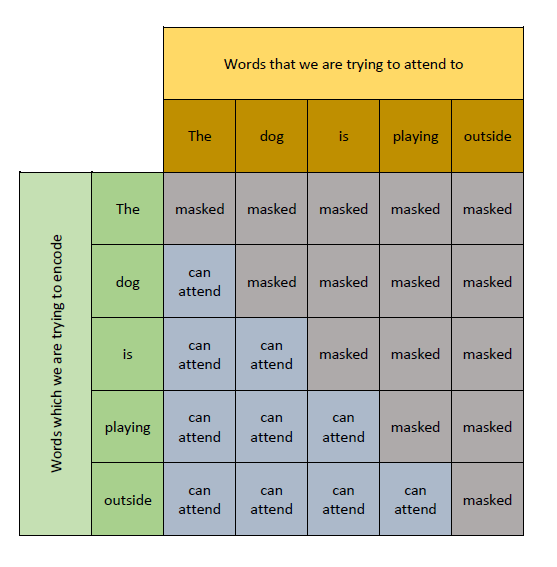 Words that we are trying to attend to
The dog is playing outside
Words which we are trying to encode
The masked masked masked masked masked
dog can attend masked masked masked masked
is can attend can attend masked masked masked
playing can attend can attend can attend masked masked
outside can attend can attend can attend can attend masked